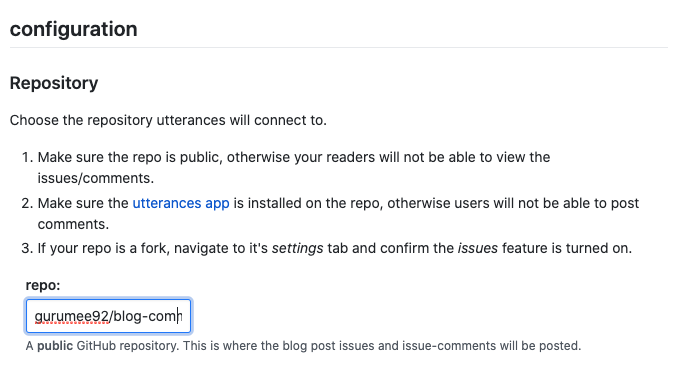 configuration
Repository
Choose the repository utterances will connect to.
1. Make sure the repo is public, otherwise your readers will not be able to view the
issues/comments.
2. Make sure the utterances app is installed on the repo, otherwise users will not be able to post
comments.
3. If your repo is a fork, navigate to it's settings tab and confirm the issues feature is turned on.
repo:
gurumee92/blog-comm
A public GitHub repository. This is where the blog post issues and issue-comments will be posted.